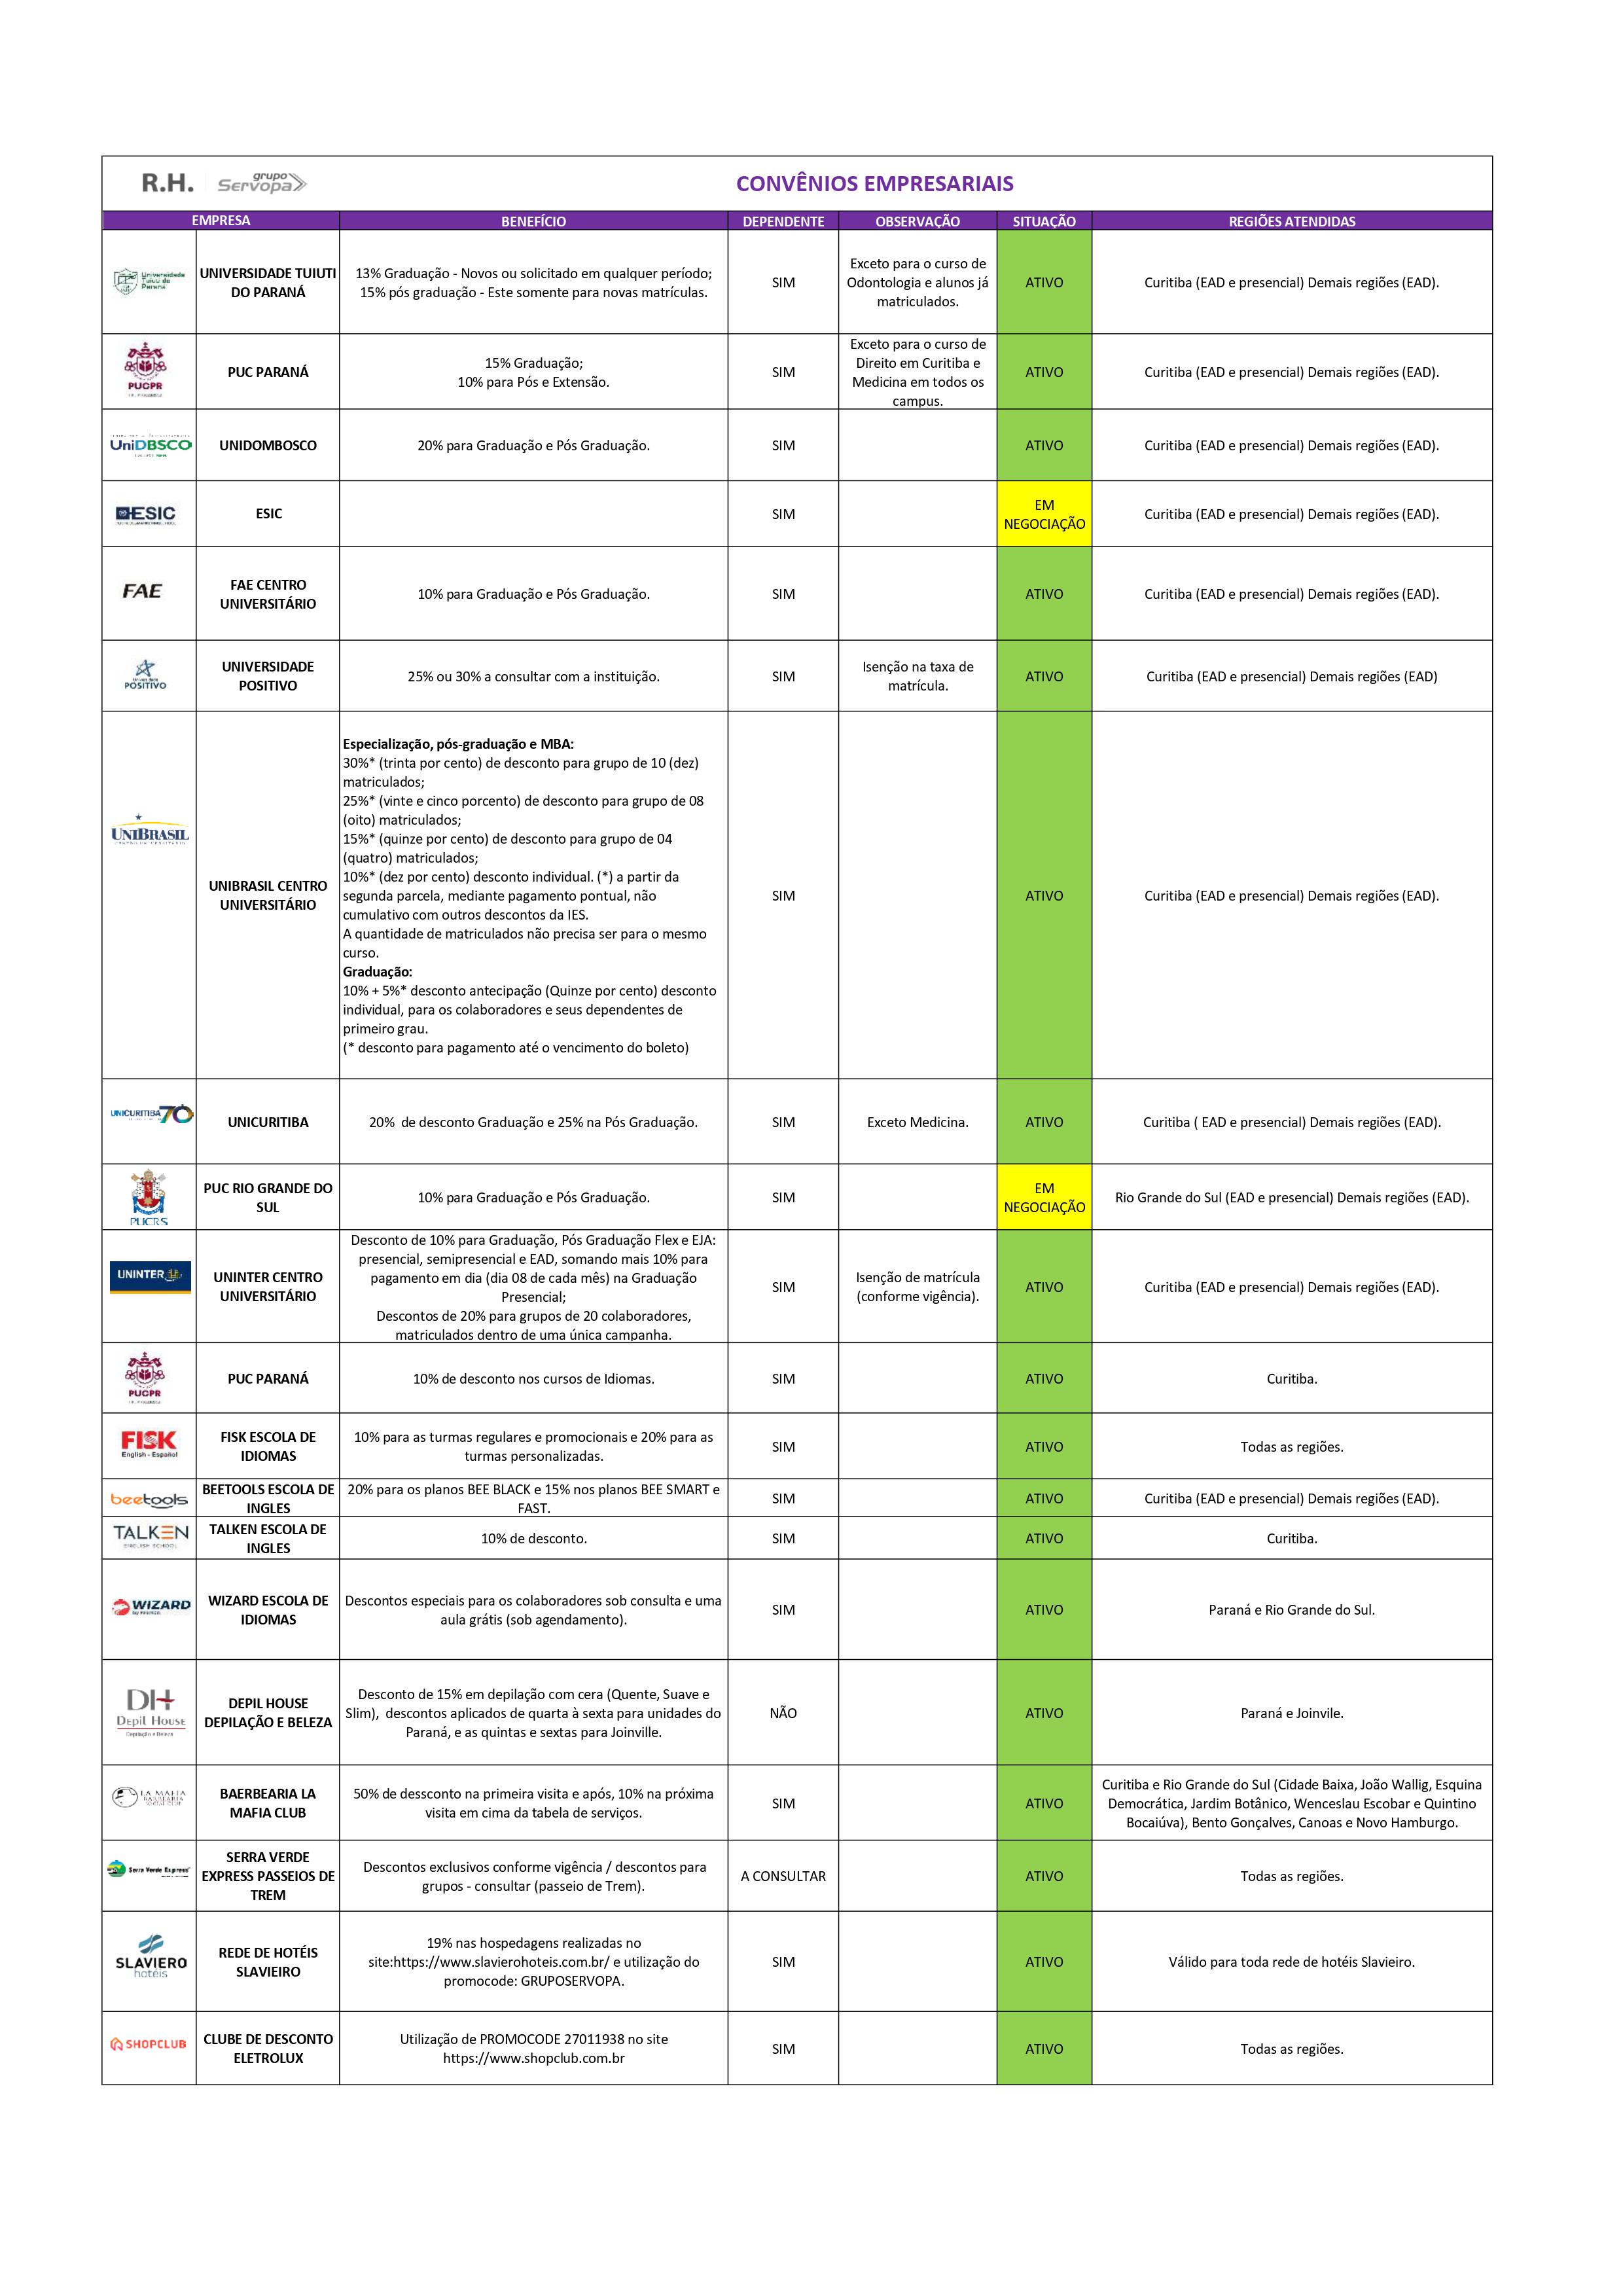 R.H. grupo Servopa
CONVÊNIOS EMPRESARIAIS
EMPRESA BENEFÍCIO DEPENDENTE OBSERVAÇÃO SITUAÇÃO REGIÕES ATENDIDAS
Universidade
Tuiuti do
Paraná
UNIVERSIDADE TUIUTI
DO PARANÁ
13% Graduação - Novos ou solicitado em qualquer período;
15% pós graduação - Este somente para novas matrículas.
SIM
Exceto para o curso de
Odontologia e alunos já
matriculados.
ATIVO
Curitiba (EAD e presencial) Demais regiões (EAD).
PUCPR
PUC PARANÁ
15% Graduação;
10% para Pós e Extensão.
SIM
Exceto para o curso de
Direito em Curitiba e
Medicina em todos os
campus.
ATIVO
Curitiba (EAD e presencial) Demais regiões (EAD).
UniDBSCO
UNIDOMBOSCO
20% para Graduação e Pós Graduação.
SIM
ATIVO
Curitiba (EAD e presencial) Demais regiões (EAD).
ESIC
ESIC
SIM
EM
NEGOCIAÇÃO
Curitiba (EAD e presencial) Demais regiões (EAD).
FAE
FAE CENTRO
UNIVERSITÁRIO
10% para Graduação e Pós Graduação.
SIM
ATIVO
Curitiba (EAD e presencial) Demais regiões (EAD).
POSITIVO
UNIVERSIDADE
POSITIVO
25% ou 30% a consultar com a instituição.
SIM
Isenção na taxa de
matrícula.
ATIVO
Curitiba (EAD e presencial) Demais regiões (EAD)
UNIBRASIL
UNIBRASIL CENTRO
UNIVERSITÁRIO
Especialização, pós-graduação e MBA:
30%* (trinta por cento) de desconto para grupo de 10 (dez)
matriculados;
25%* (vinte e cinco porcento) de desconto para grupo de 08
(oito) matriculados;
15%* (quinze por cento) de desconto para grupo de 04
(quatro) matriculados;
10%* (dez por cento) desconto individual. (*) a partir da
segunda parcela, mediante pagamento pontual, não
cumulativo com outros descontos da IES.
A quantidade de matriculados não precisa ser para o mesmo
curso.
Graduação:
10% + 5%* desconto antecipação (Quinze por cento) desconto
individual, para os colaboradores e seus dependentes de
primeiro grau.
(* desconto para pagamento até o vencimento do boleto)
SIM
ATIVO
Curitiba (EAD e presencial) Demais regiões (EAD).
UNICURITIBA 70
UNICURITIBA
20% de desconto Graduação e 25% na Pós Graduação.
SIM
Exceto Medicina.
ATIVO
Curitiba ( EAD e presencial) Demais regiões (EAD).
PUCRS
PUC RIO GRANDE DO
SUL
10% para Graduação e Pós Graduação.
SIM
EM
NEGOCIAÇÃO
Rio Grande do Sul (EAD e presencial) Demais regiões (EAD).
UNINTER
UNINTER CENTRO
UNIVERSITÁRIO
Desconto de 10% para Graduação, Pós Graduação Flex e EJA:
presencial, semipresencial e EAD, somando mais 10% para
pagamento em dia (dia 08 de cada mês) na Graduação
Presencial;
Descontos de 20% para grupos de 20 colaboradores,
matriculados dentro de uma única campanha.
SIM
Isenção de matrícula
(conforme vigência).
ATIVO
Curitiba (EAD e presencial) Demais regiões (EAD).
PUCPR
PUC PARANÁ
10% de desconto nos cursos de Idiomas.
SIM
ATIVO
Curitiba.
FISK
English - Español
FISK ESCOLA DE
IDIOMAS
10% para as turmas regulares e promocionais e 20% para as
turmas personalizadas.
SIM
ATIVO
Todas as regiões.
beetools
BEETOOLS ESCOLA DE
INGLES
20% para os planos BEE BLACK e 15% nos planos BEE SMART e
FAST.
SIM
ATIVO
Curitiba (EAD e presencial) Demais regiões (EAD).
TALKEN
ENGLISH SCHOOL
TALKEN ESCOLA DE
INGLES
10% de desconto.
SIM
ATIVO
Curitiba.
WIZARD
by Pearson
WIZARD ESCOLA DE
IDIOMAS
Descontos especiais para os colaboradores sob consulta e uma
aula grátis (sob agendamento).
SIM
ATIVO
Paraná e Rio Grande do Sul.
DH
Depil House
Depilação e Beleza
DEPIL HOUSE
DEPILAÇÃO E BELEZA
Desconto de 15% em depilação com cera (Quente, Suave e
Slim), descontos aplicados de quarta à sexta para unidades do
Paraná, e as quintas e sextas para Joinville.
NÃO
ATIVO
Paraná e Joinvile.
LA MAFIA
BARBEARIA
BAERBEARIA LA
MAFIA CLUB
50% de dessconto na primeira visita e após, 10% na próxima
visita em cima da tabela de serviços.
SIM
ATIVO
Curitiba e Rio Grande do Sul (Cidade Baixa, João Wallig, Esquina
Democrática, Jardim Botânico, Wenceslau Escobar e Quintino
Bocaiúva), Bento Gonçalves, Canoas e Novo Hamburgo.
Serra Verde Express
SERRA VERDE
EXPRESS PASSEIOS DE
TREM
Descontos exclusivos conforme vigência / descontos para
grupos - consultar (passeio de Trem).
A CONSULTAR
ATIVO
Todas as regiões.
SLAVIERO
hotéis
REDE DE HOTÉIS
SLAVIEIRO
19% nas hospedagens realizadas no
site:https://www.slavierohoteis.com.br/ e utilização do
promocode: GRUPOSERVOPA.
SIM
ATIVO
Válido para toda rede de hotéis Slavieiro.
SHOPCLUB
CLUBE DE DESCONTO
ELETROLUX
Utilização de PROMOCODE 27011938 no site
https://www.shopclub.com.br
SIM
ATIVO
Todas as regiões.